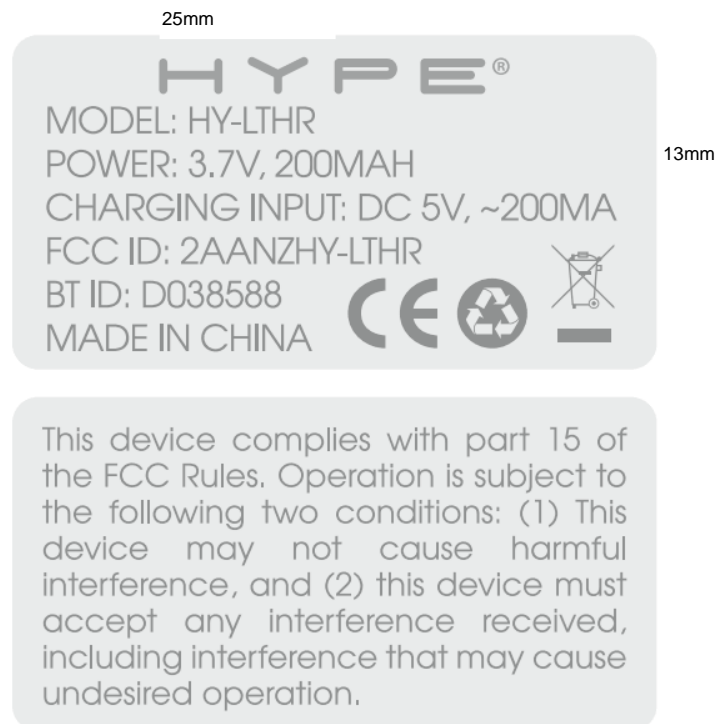 25mm
HYPE®
MODEL: HY-LTHR
13mm
POWER: 3.7V, 200MAH
CHARGING INPUT: DC 5V, ~200MA
FCC ID: 2AANZHY-LTHR
BT ID: D038588
MADE IN CHINA
CE
This device complies with part 15 of
the FCC Rules. Operation is subject to
the following two conditions: (1) This
device may not cause harmful
interference, and (2) this device must
accept any interference received,
including interference that may cause
undesired operation.